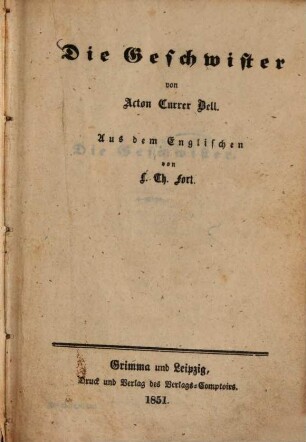 Die Geschwister
von
Acton Currer Bell.
Aus dem Englischen
von
L. Ch. Fort.
Grimma und Leipzig,
Druck und Verlag des Verlags-Comptoirs.
1851.